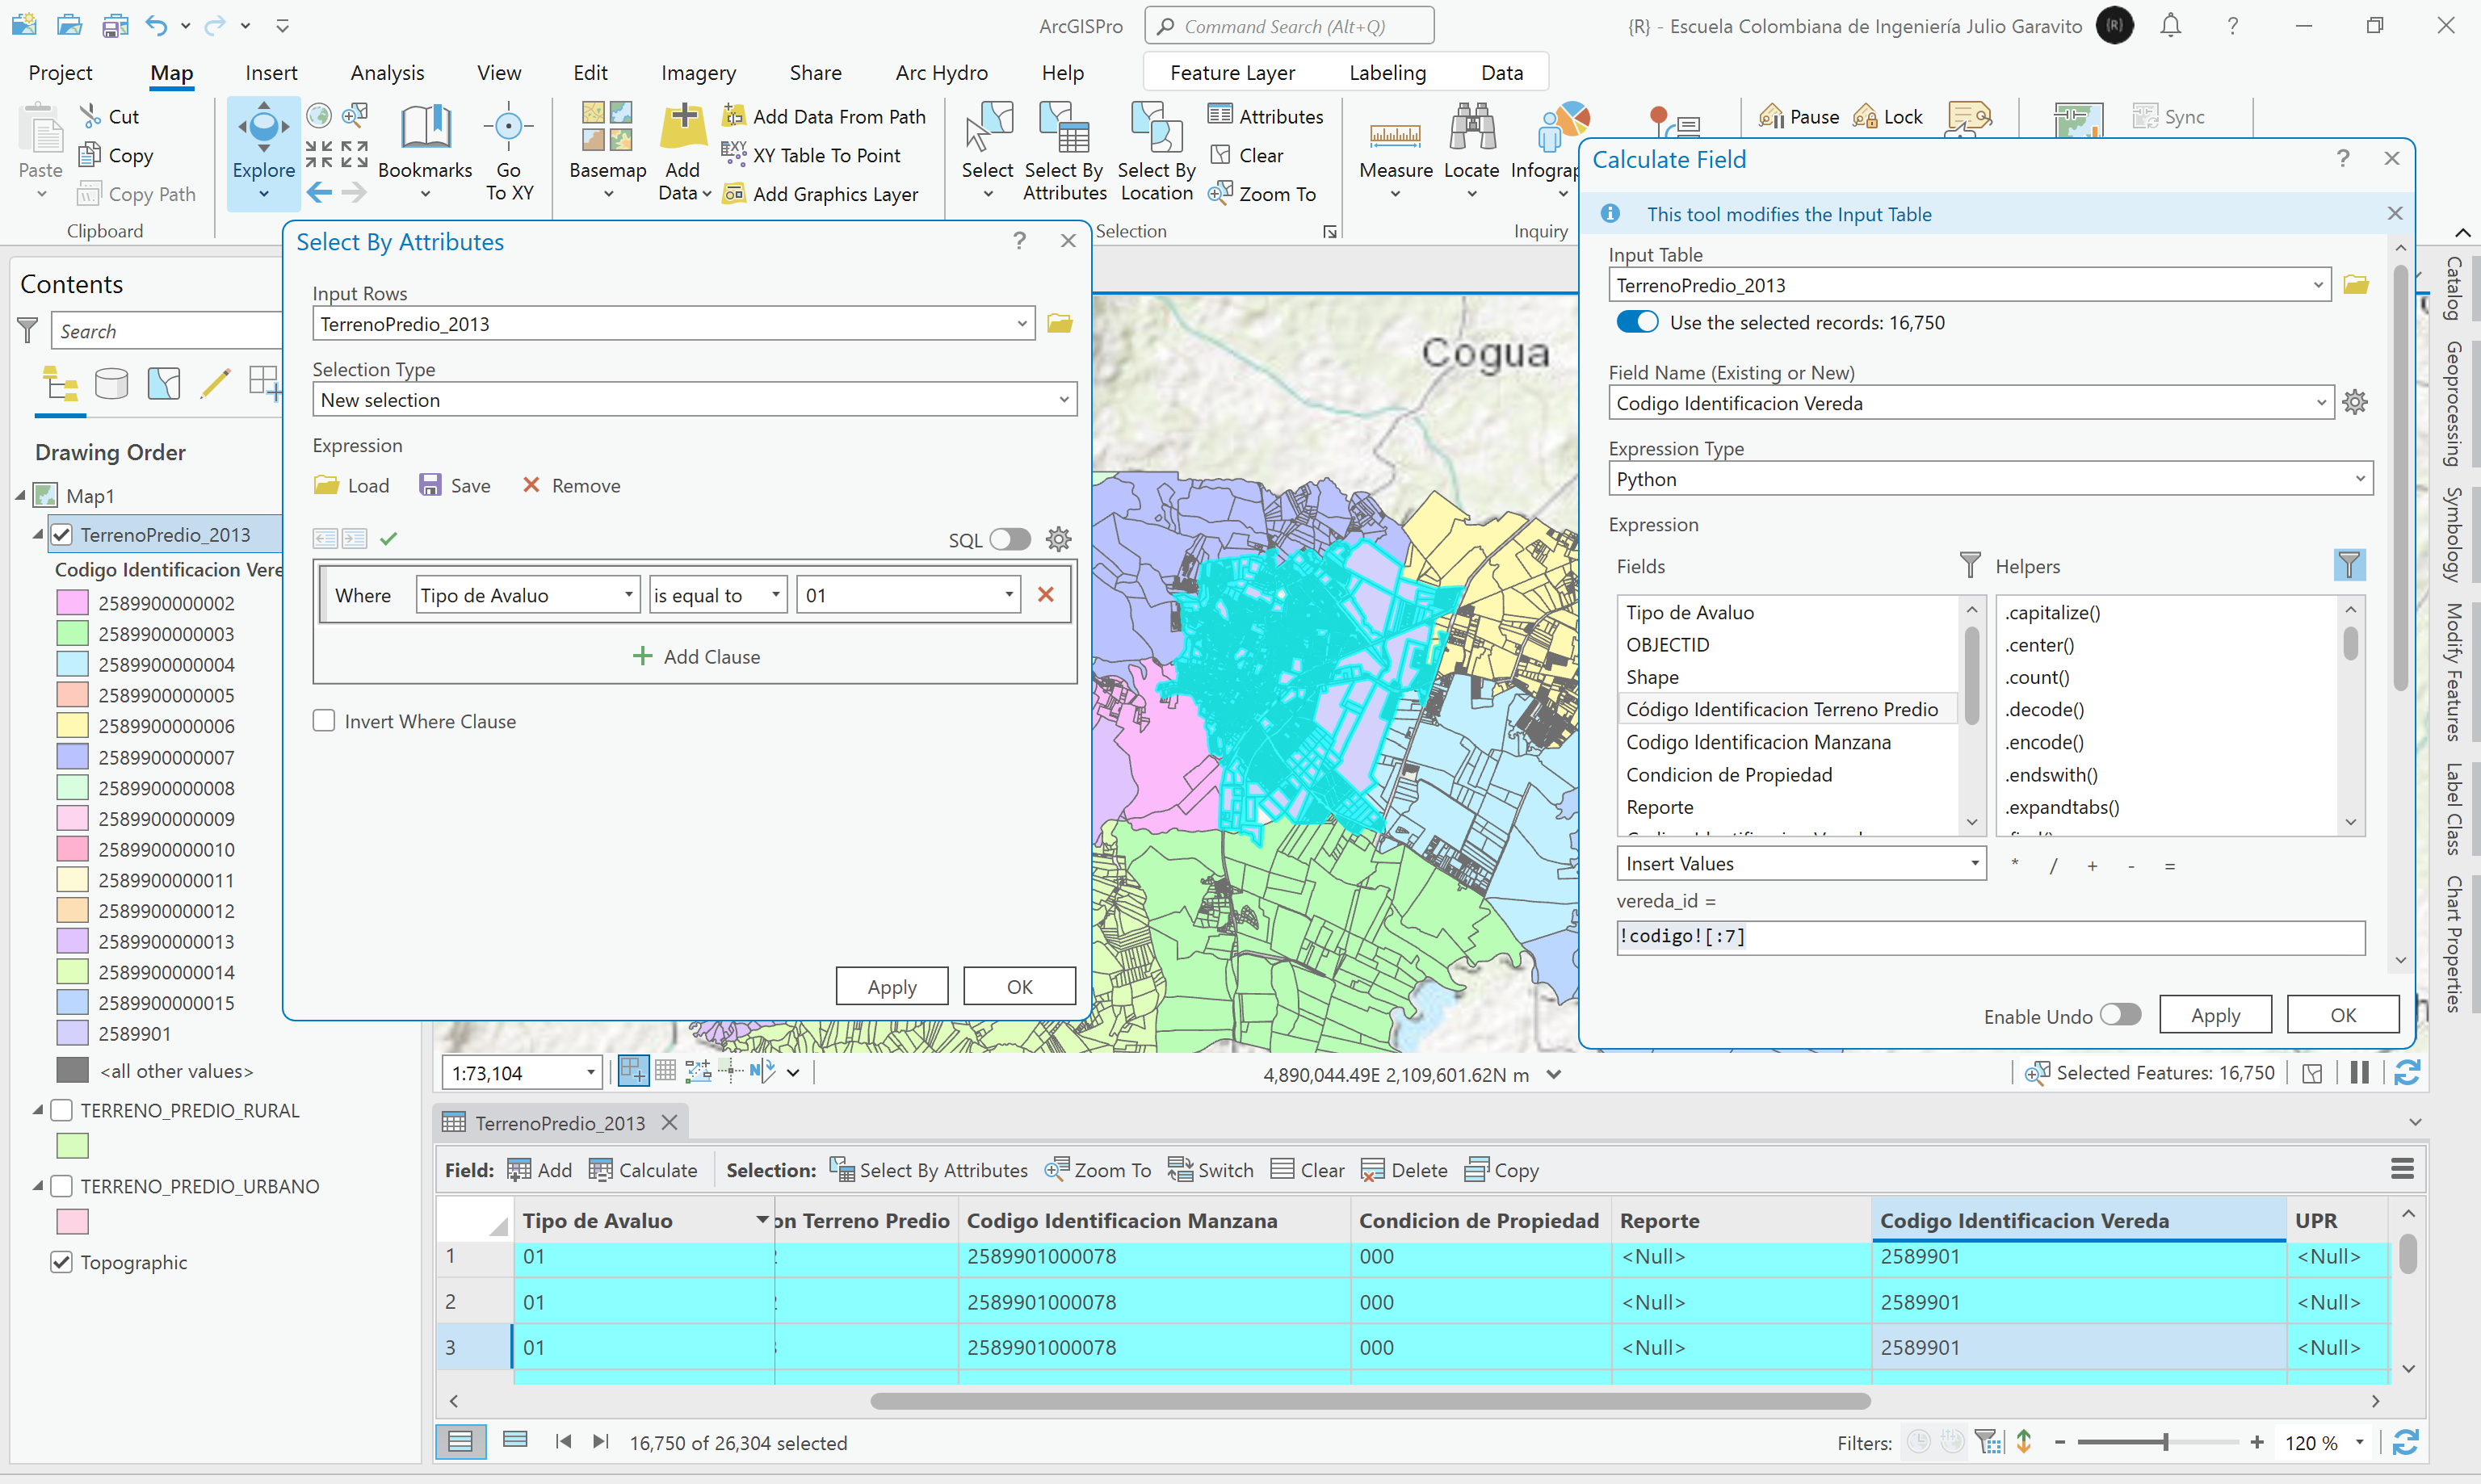 ArcGISPro
Command Search (Alt+Q)
{R} - Escuela Colombiana de Ingeniería Julio Garavito
{R}
Project
Map
Insert
Analysis
View
Edit
Imagery
Share
Arc Hydro
Help
Feature Layer
Labeling
Data
Paste
Cut
Copy
Copy Path
Clipboard
Explore
Bookmarks
Go To XY
Basemap
Add Data
Add Data From Path
XY Table To Point
Add Graphics Layer
Select
Select By Attributes
Select By Location
Attributes
Clear
Zoom To
Selection
Measure
Locate
Infograp
Inquiry
Pause
Lock
Sync
Contents
Search
Drawing Order
Map1
TerrenoPredio_2013
Codigo Identificacion Vere
2589900000002
2589900000003
2589900000004
2589900000005
2589900000006
2589900000007
2589900000008
2589900000009
2589900000010
2589900000011
2589900000012
2589900000013
2589900000014
2589900000015
2589901
<all other values>
TERRENO_PREDIO_RURAL
TERRENO_PREDIO_URBANO
Topographic
Select By Attributes
Input Rows
TerrenoPredio_2013
Selection Type
New selection
Expression
Load Save Remove
SQL
Where Tipo de Avaluo is equal to 01
Add Clause
Invert Where Clause
Apply OK
Cogua
Calculate Field
This tool modifies the Input Table
Input Table
TerrenoPredio_2013
Use the selected records: 16,750
Field Name (Existing or New)
Codigo Identificacion Vereda
Expression Type
Python
Expression
Fields
Tipo de Avaluo
OBJECTID
Shape
Código Identificacion Terreno Predio
Codigo Identificacion Manzana
Condicion de Propiedad
Reporte
Helpers
.capitalize()
.center()
.count()
.decode()
.encode()
.endswith()
.expandtabs()
Insert Values * / + - =
vereda_id =
!codigo![:7]
Enable Undo Apply OK
Catalog
Geoprocessing
Symbology
Modify Features
Label Class
Chart Properties
1:73,104
4,890,044.49E 2,109,601.62N m
Selected Features: 16,750
TerrenoPredio_2013
Field: Add Calculate Selection: Select By Attributes Zoom To Switch Clear Delete Copy
Tipo de Avaluo on Terreno Predio Codigo Identificacion Manzana Condicion de Propiedad Reporte Codigo Identificacion Vereda UPR
1 01 2589901000078 000 <Null> 2589901 <Null>
2 01 2589901000078 000 <Null> 2589901 <Null>
3 01 2589901000078 000 <Null> 2589901 <Null>
16,750 of 26,304 selected
Filters: 120 %